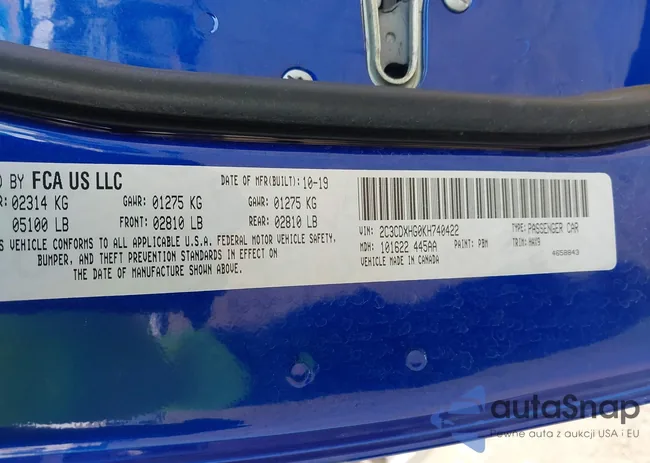 D BY FCA US LLC
DATE OF MFR(BUILT): 10-19
R: 02314 KG
GAWR: 01275 KG
GAWR: 01275 KG
05100 LB
FRONT: 02810 LB
REAR: 02810 LB
S VEHICLE CONFORMS TO ALL APPLICABLE U.S.A. FEDERAL MOTOR VEHICLE SAFETY,
BUMPER, AND THEFT PREVENTION STANDARDS IN EFFECT ON
THE DATE OF MANUFACTURE SHOWN ABOVE.
VIN: 2C3CDXHG0KH740422
TYPE: PASSENGER CAR
MDH: 101622 445AA
PAINT: PBM
TRIM: HAX9
VEHICLE MADE IN CANADA
4658843
autaSnap
Pewne auta z aukcji USA i EU